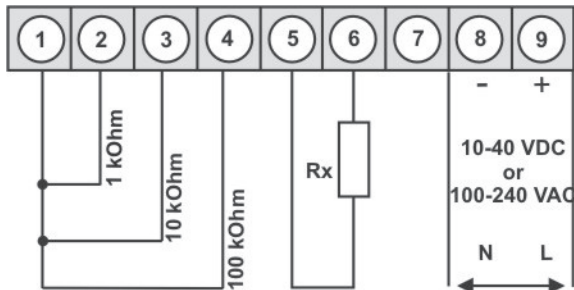 1 2 3 4 5 6 7 8 9
- +
1 kOhm
10 kOhm
100 kOhm
Rx
10-40 VDC
or
100-240 VAC
N L